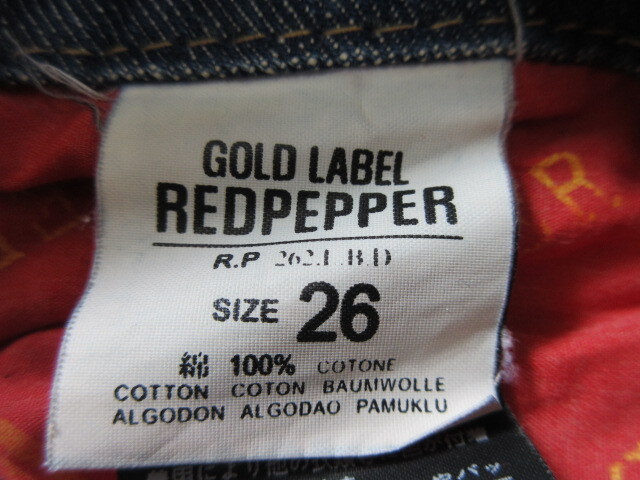 GOLD LABEL
REDPEPPER
R.P 262.L.B.D
SIZE 26
綿 100% COTONE
COTTON COTON BAUMWOLLE
ALGODON ALGODAO PAMUKLU
R.